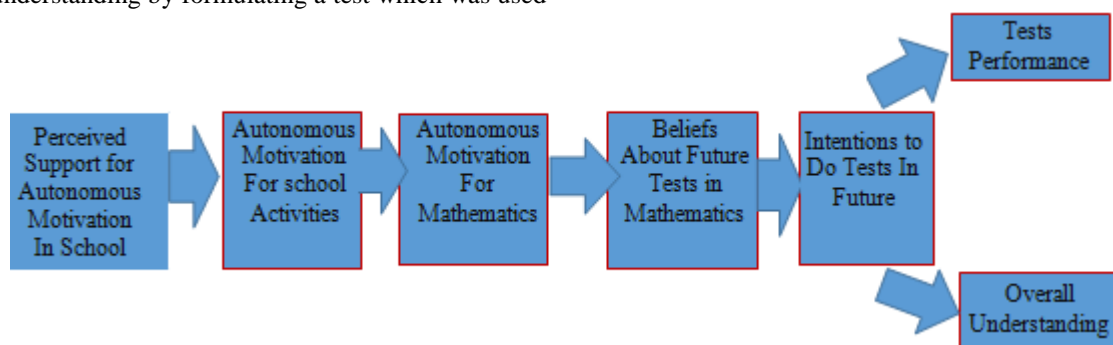 understanding by formulating a test which was used
Tests
Performance
Perceived
Support for
Autonomous
Motivation
In School
Autonomous
Motivation
For school
Activities
Autonomous
Motivation
For
Mathematics
Beliefs
About Future
Tests in
Mathematics
Intentions to
Do Tests In
Future
Overall
Understanding